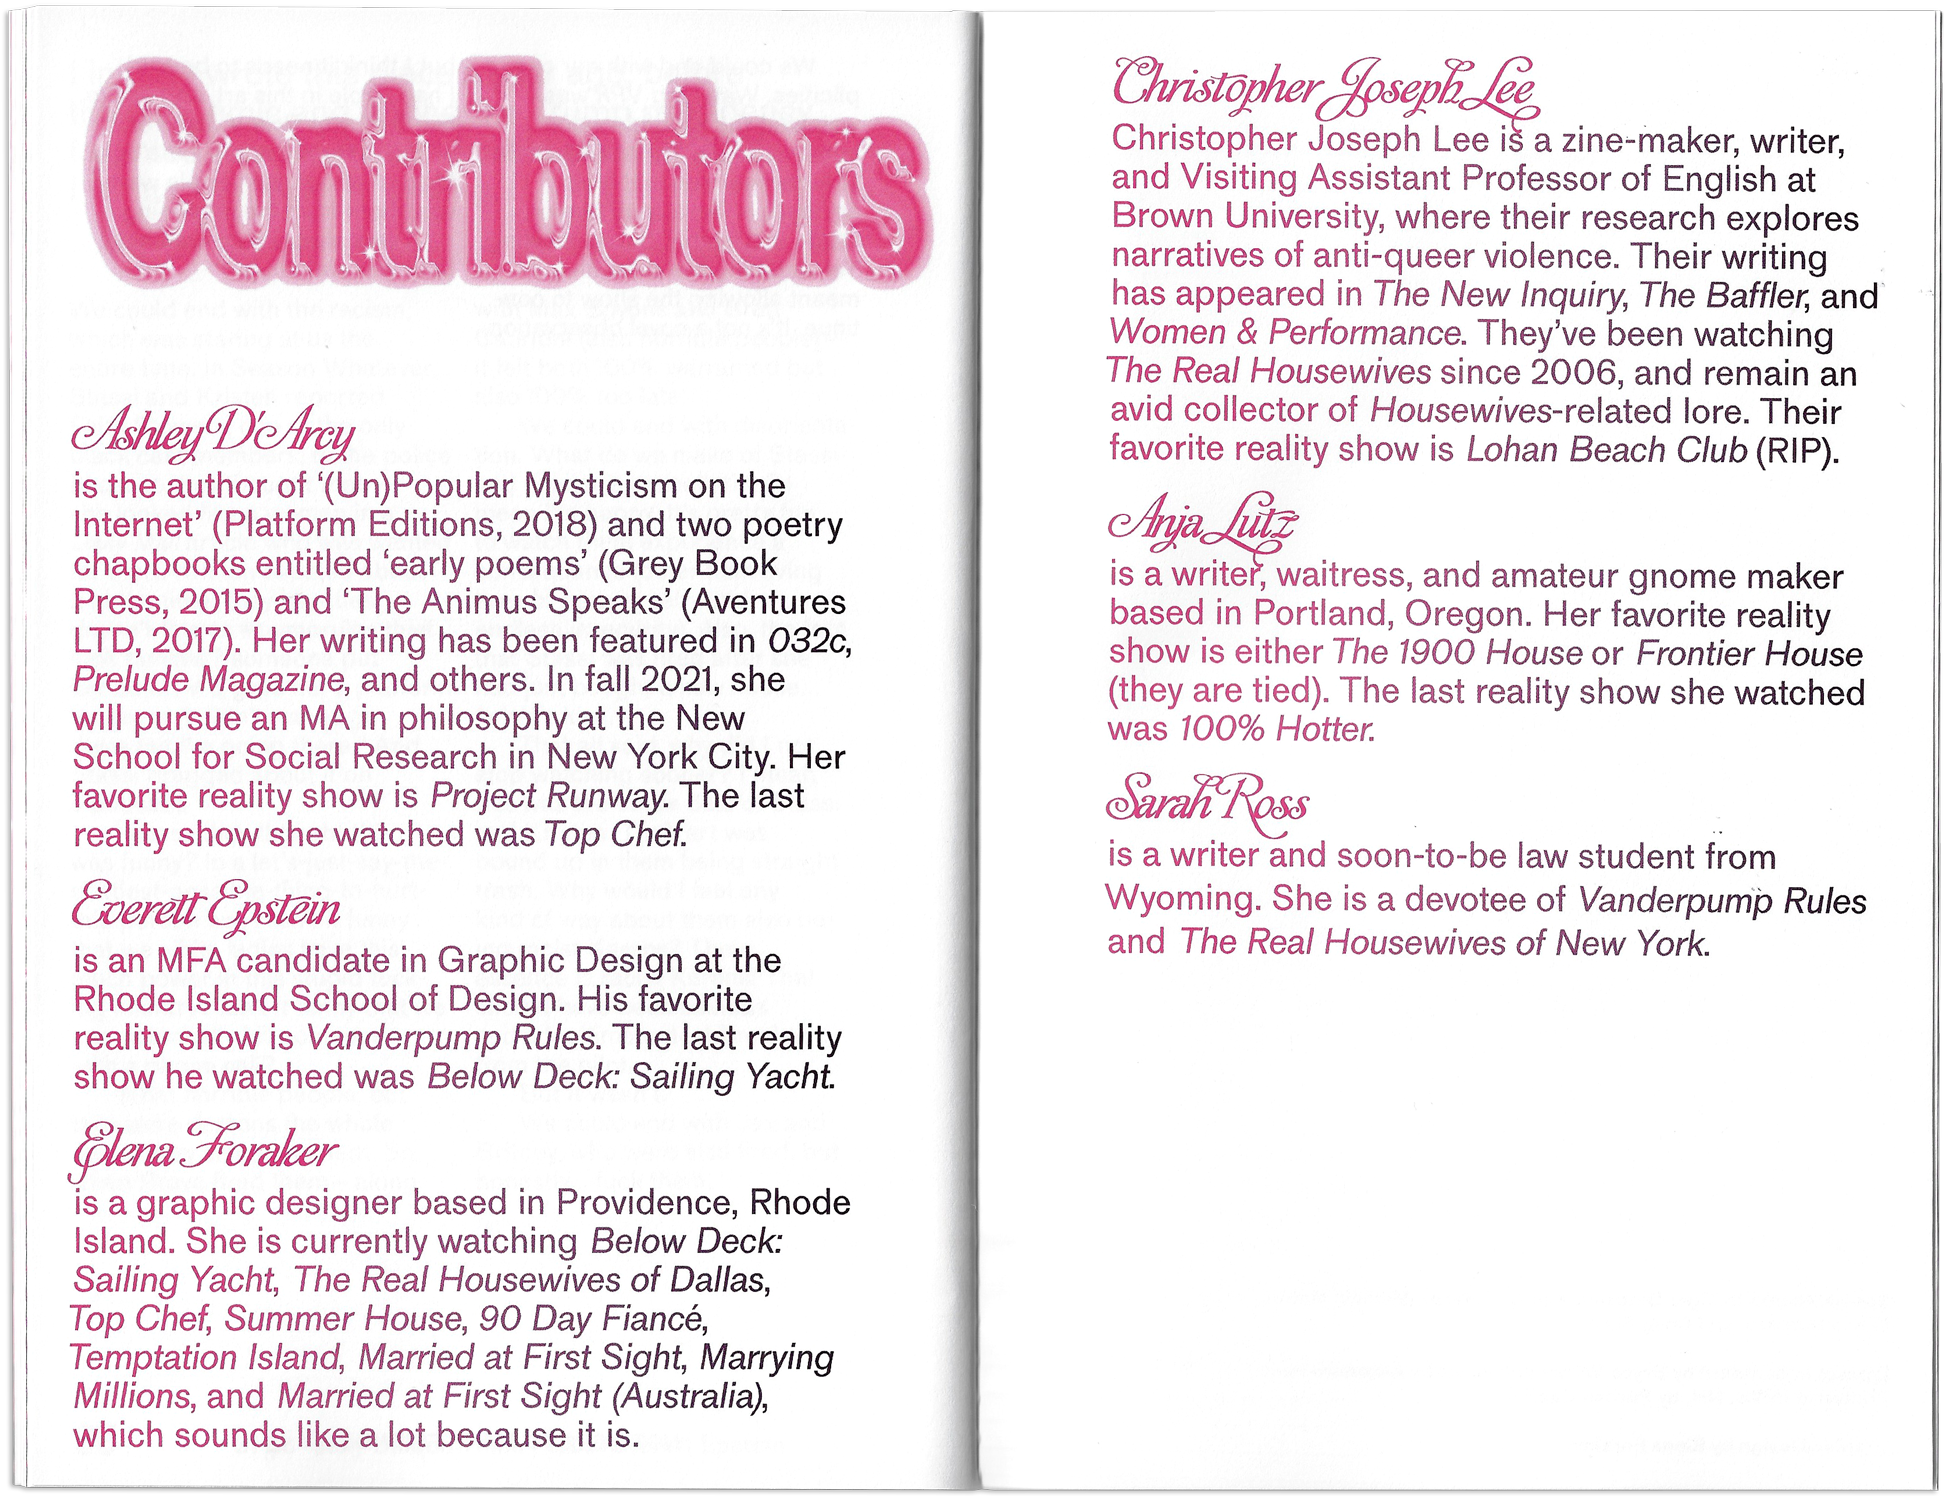 Contributors
Ashley D'Arcy
is the author of ‘(Un)Popular Mysticism on the
Internet’ (Platform Editions, 2018) and two poetry
chapbooks entitled ‘early poems’ (Grey Book
Press, 2015) and ‘The Animus Speaks’ (Aventures
LTD, 2017). Her writing has been featured in 032c,
Prelude Magazine, and others. In fall 2021, she
will pursue an MA in philosophy at the New
School for Social Research in New York City. Her
favorite reality show is Project Runway. The last
reality show she watched was Top Chef.
Everett Epstein
is an MFA candidate in Graphic Design at the
Rhode Island School of Design. His favorite
reality show is Vanderpump Rules. The last reality
show he watched was Below Deck: Sailing Yacht.
Elena Foraker
is a graphic designer based in Providence, Rhode
Island. She is currently watching Below Deck:
Sailing Yacht, The Real Housewives of Dallas,
Top Chef, Summer House, 90 Day Fiancé,
Temptation Island, Married at First Sight, Marrying
Millions, and Married at First Sight (Australia),
which sounds like a lot because it is.
Christopher Joseph Lee
Christopher Joseph Lee is a zine-maker, writer,
and Visiting Assistant Professor of English at
Brown University, where their research explores
narratives of anti-queer violence. Their writing
has appeared in The New Inquiry, The Baffler, and
Women & Performance. They’ve been watching
The Real Housewives since 2006, and remain an
avid collector of Housewives-related lore. Their
favorite reality show is Lohan Beach Club (RIP).
Anja Lutz
is a writer, waitress, and amateur gnome maker
based in Portland, Oregon. Her favorite reality
show is either The 1900 House or Frontier House
(they are tied). The last reality show she watched
was 100% Hotter.
Sarah Ross
is a writer and soon-to-be law student from
Wyoming. She is a devotee of Vanderpump Rules
and The Real Housewives of New York.